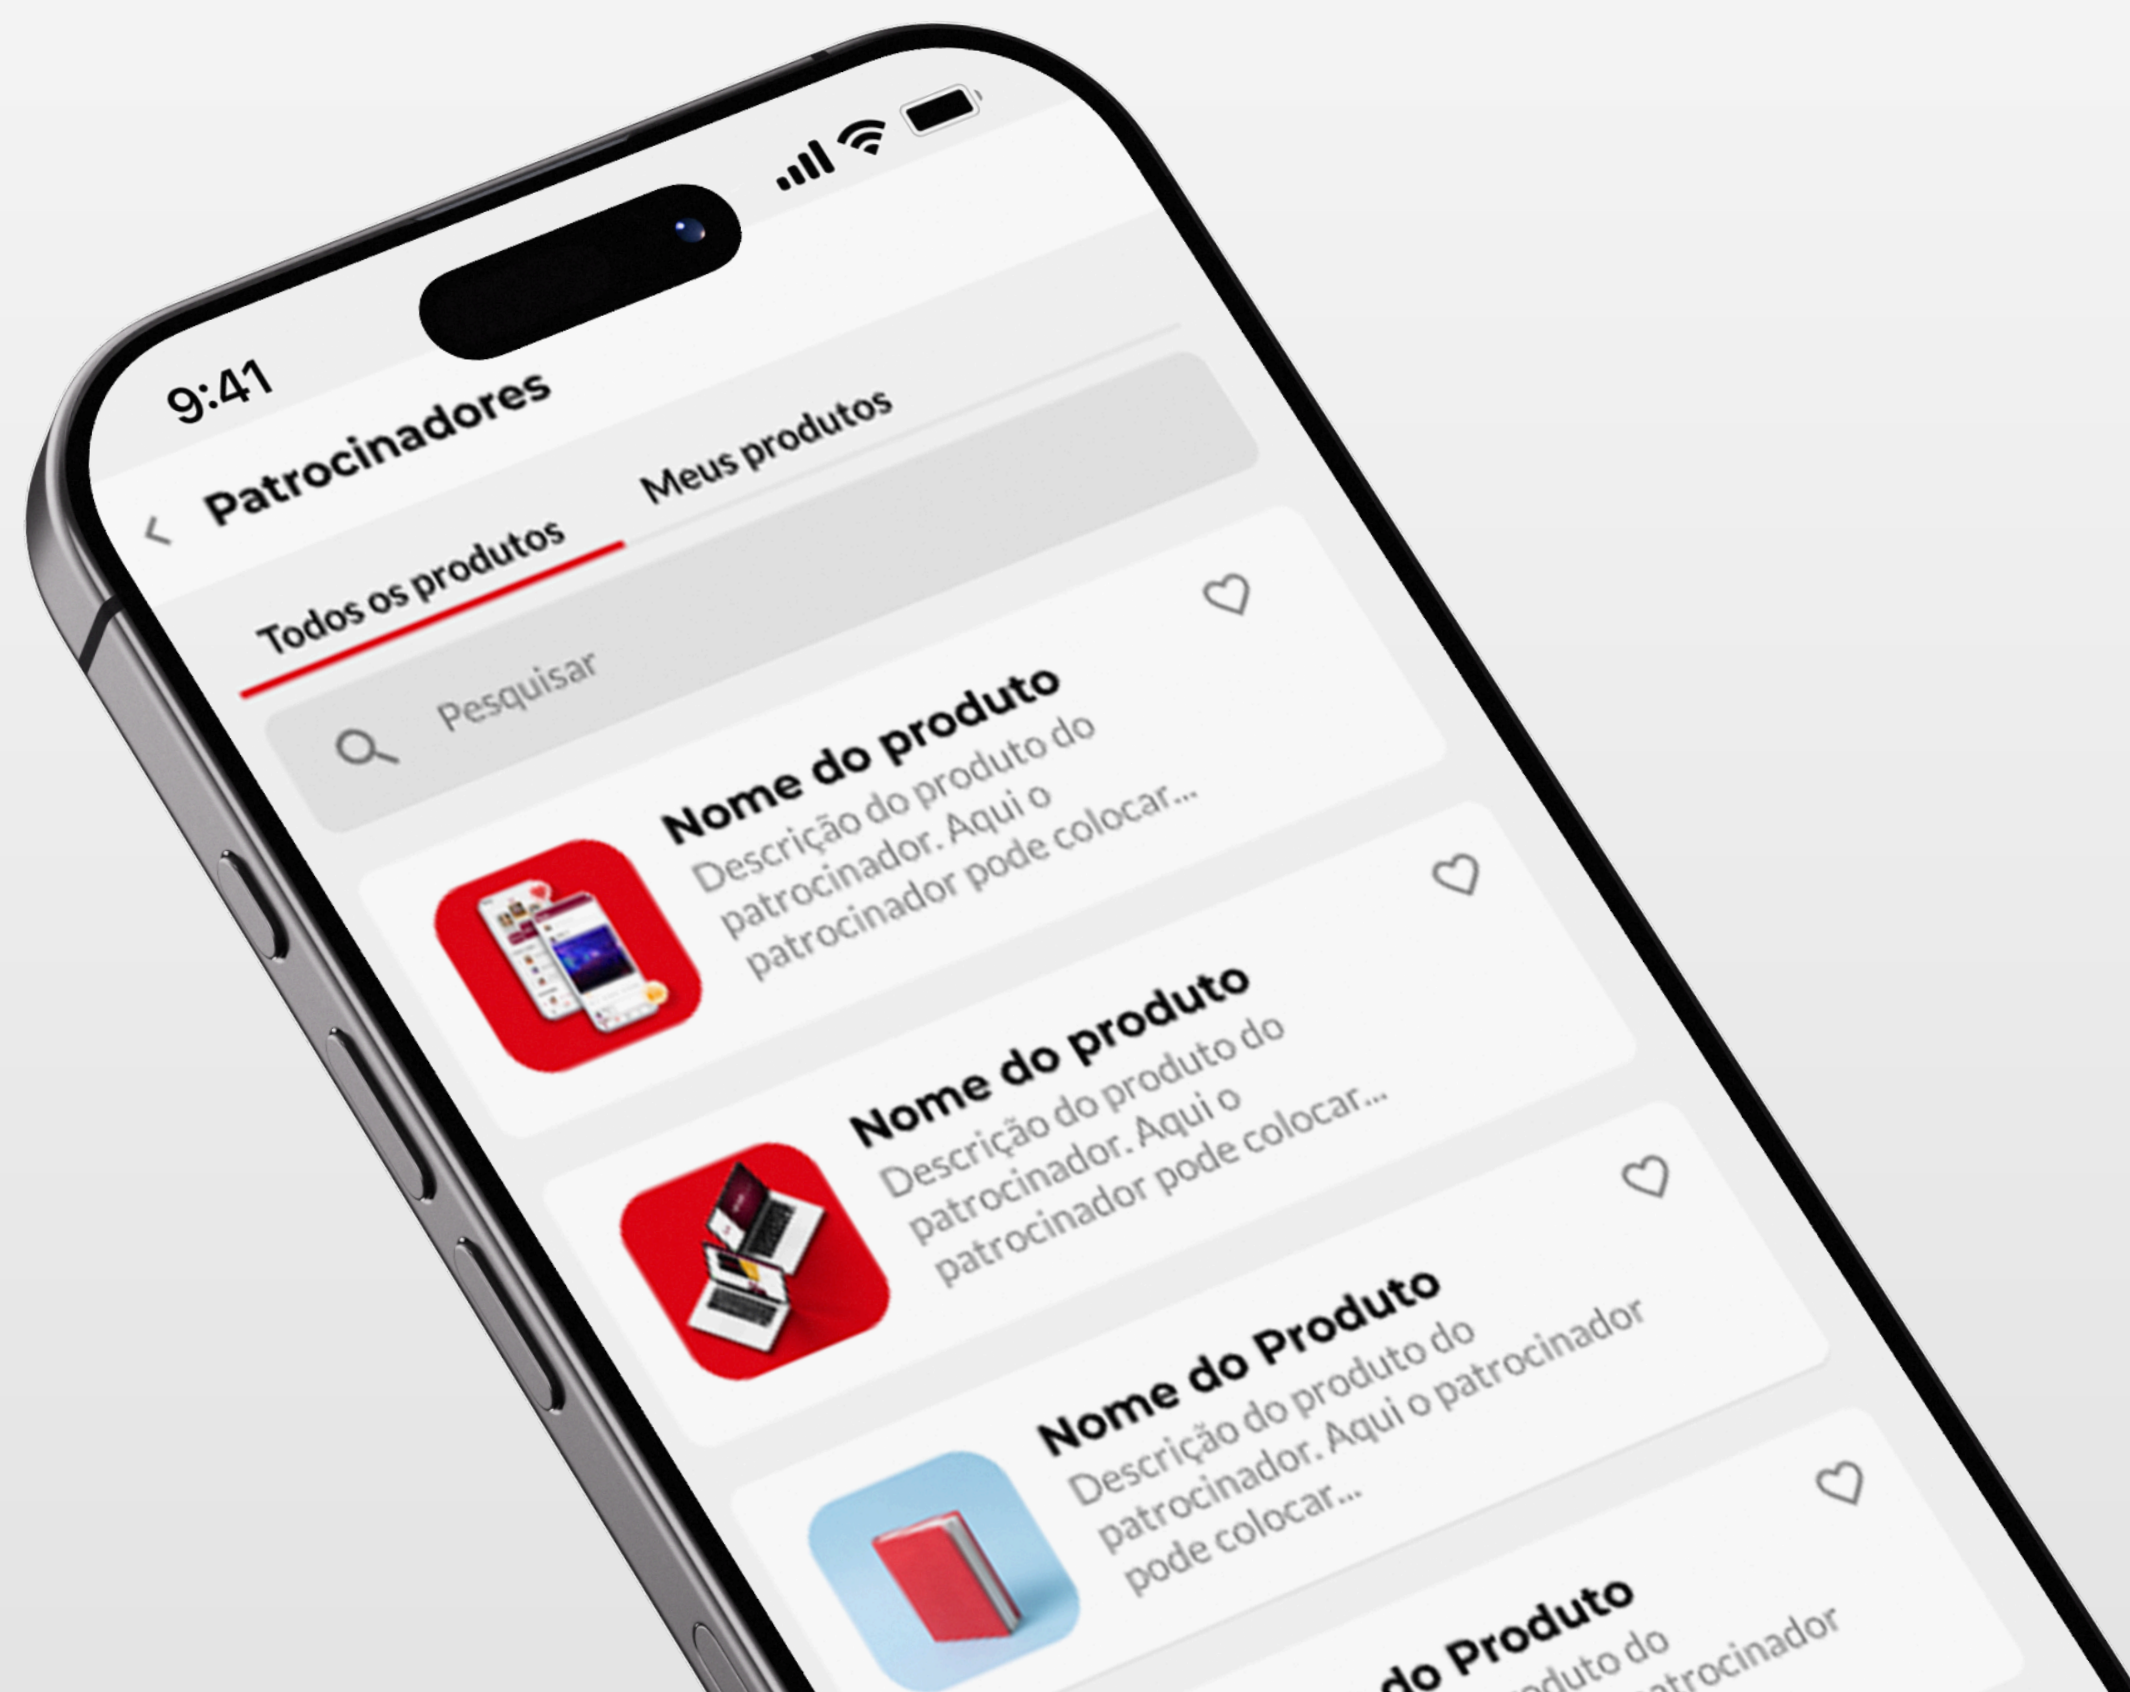 9:41
Patrocinadores
Todos os produtos
Meus produtos
Pesquisar
Nome do produto
Descrição do produto do
patrocinador. Aqui o
patrocinador pode colocar...
Nome do produto
Descrição do produto do
patrocinador. Aqui o
patrocinador pode colocar...
Nome do Produto
Descrição do produto do
patrocinador. Aqui o patrocinador
pode colocar...
do Produto
do